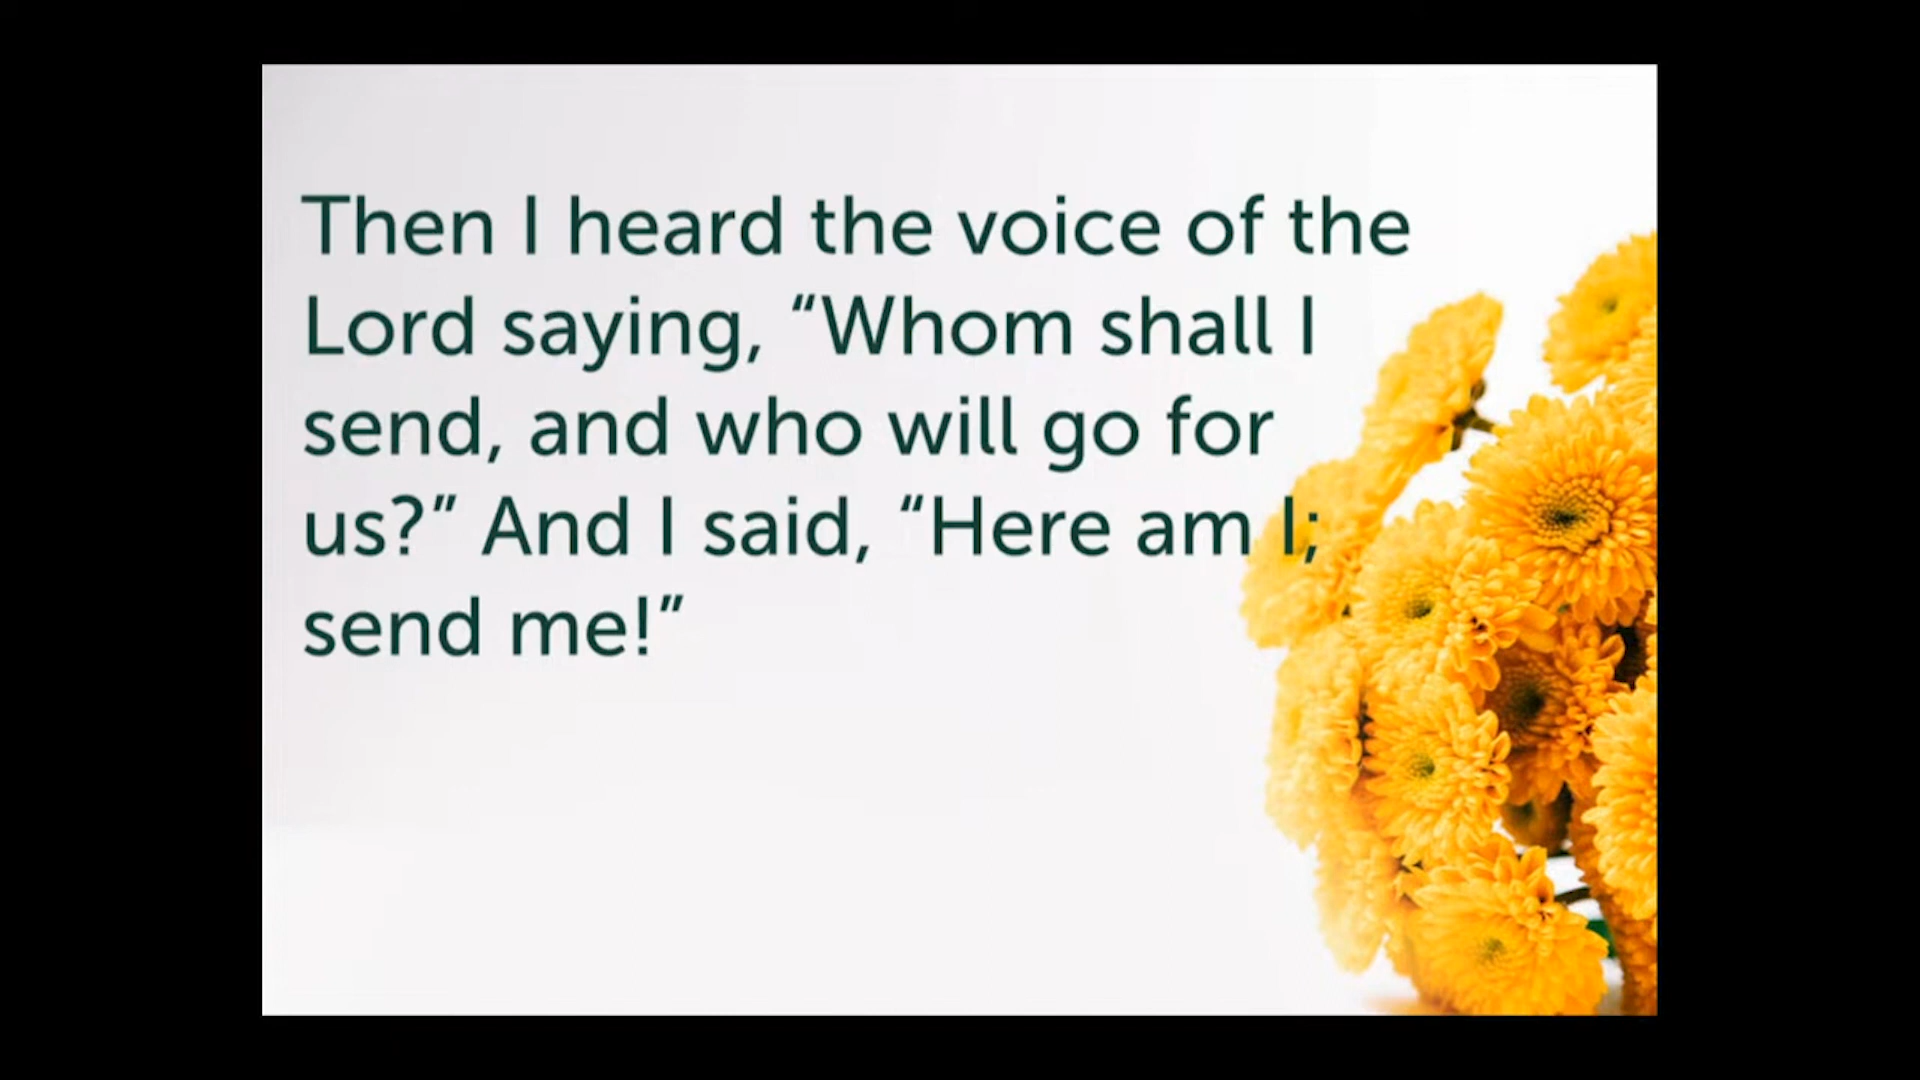 Then I heard the voice of the
Lord saying, “Whom shall I
send, and who will go for
us?” And I said, “Here am I;
send me!”